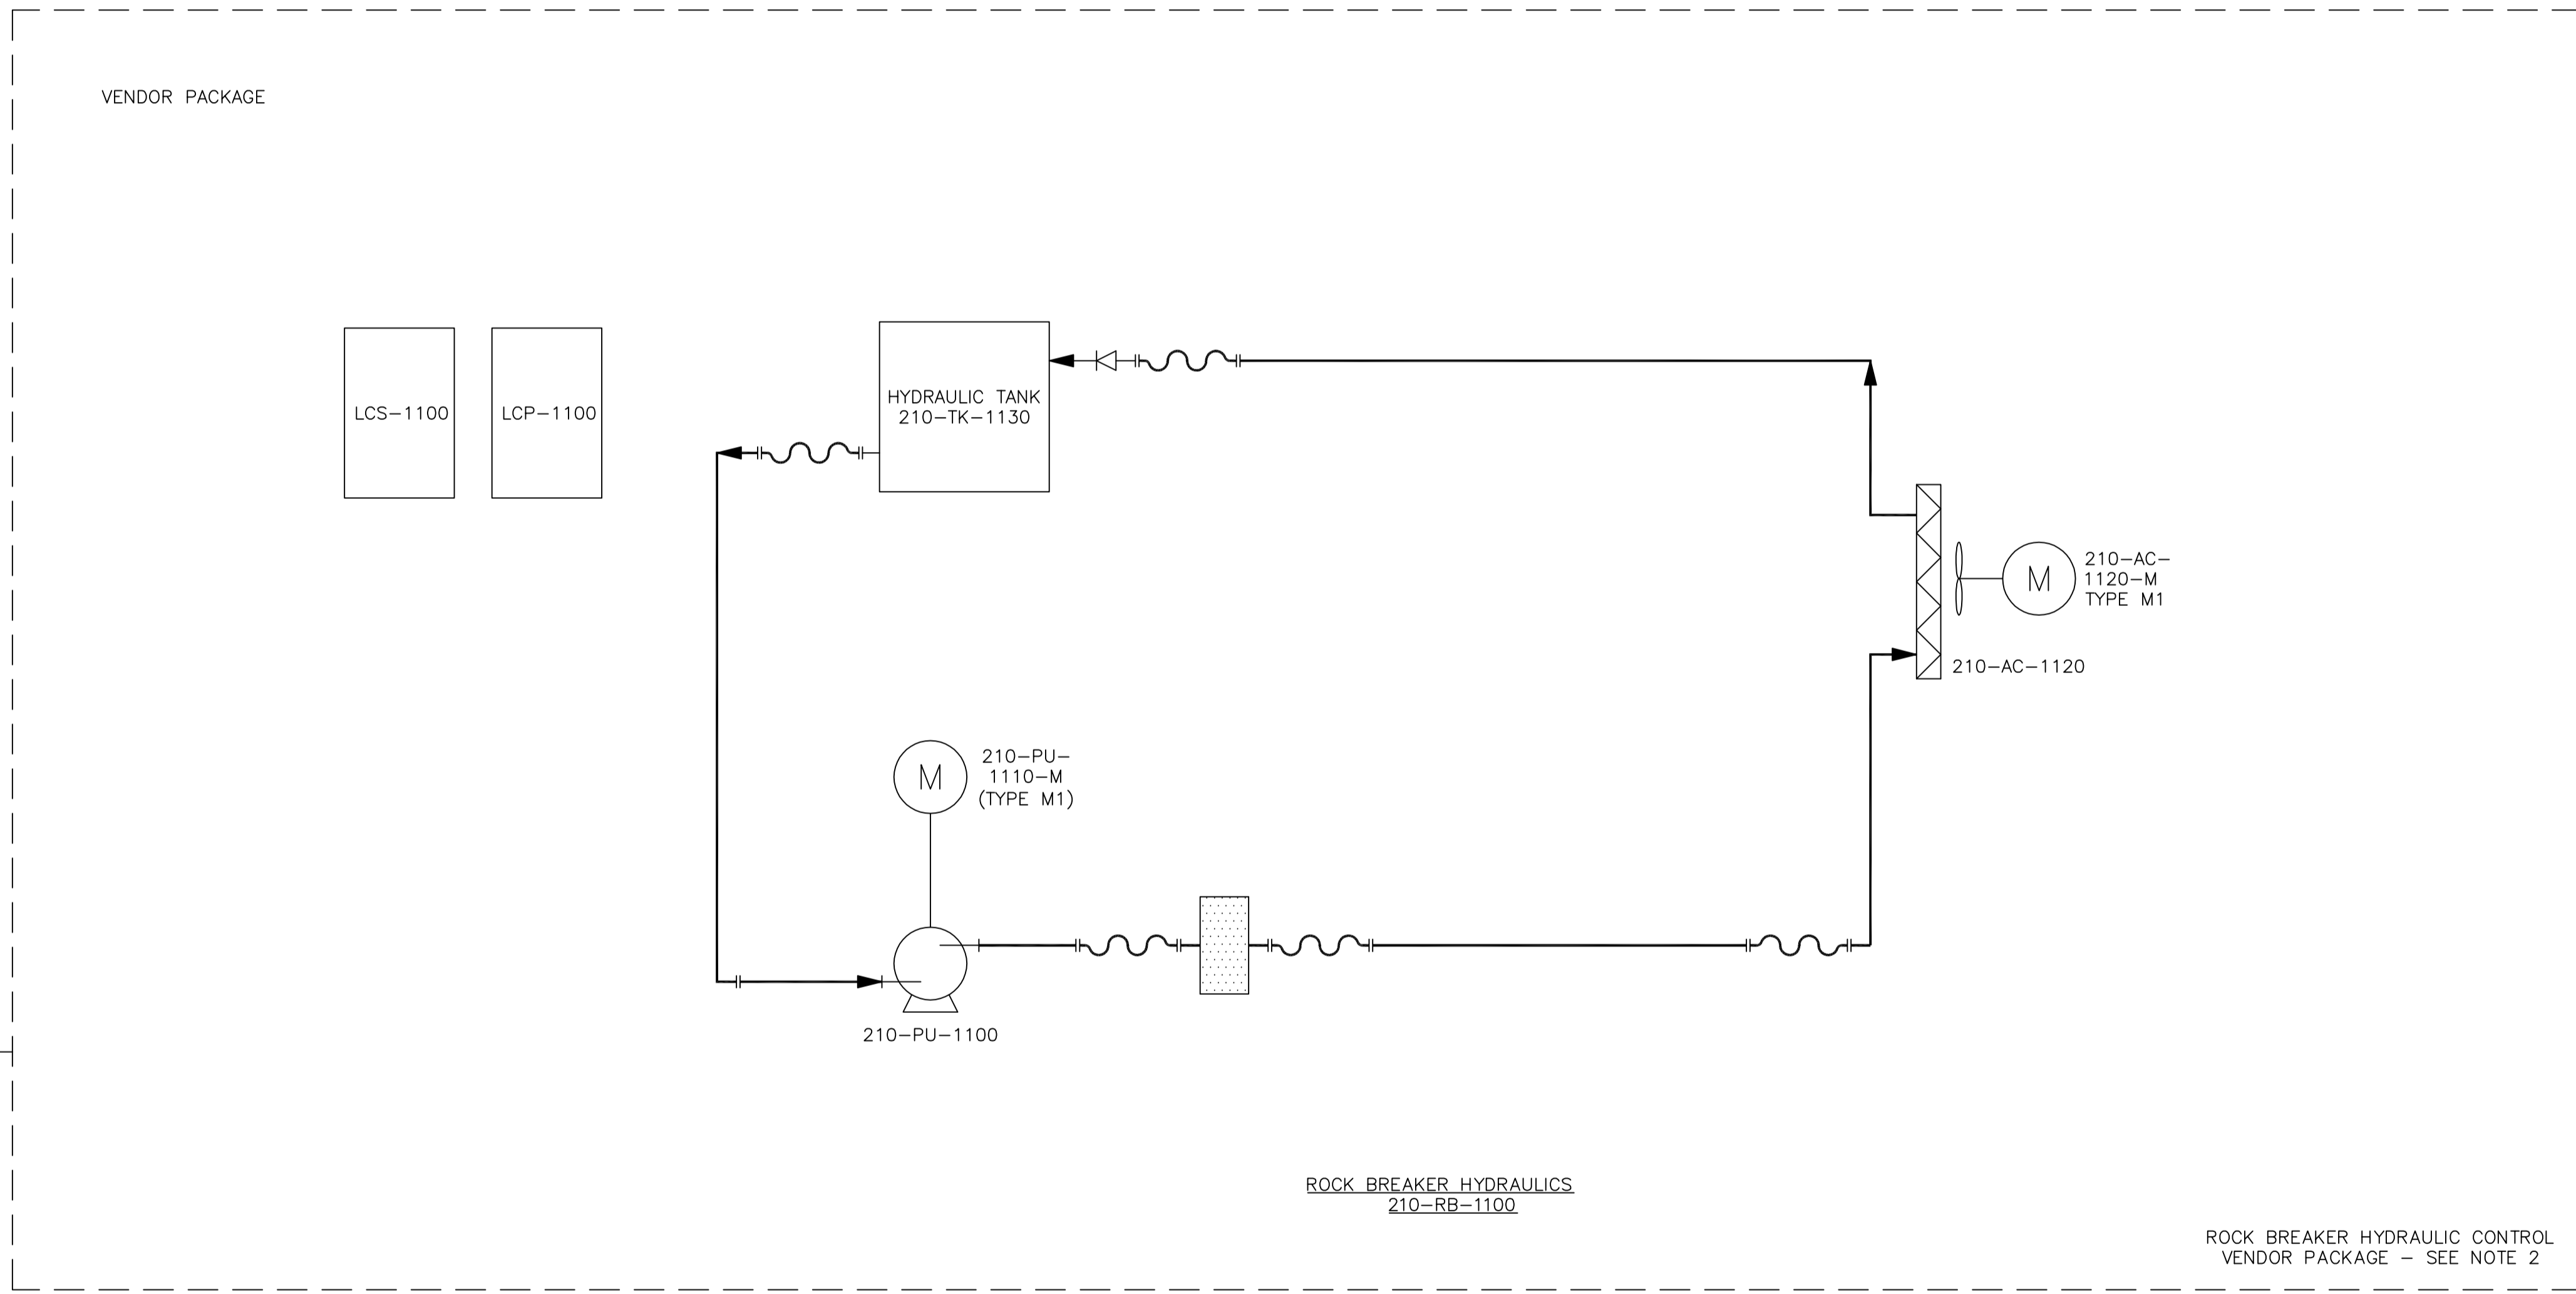 VENDOR PACKAGE
LCS-1100
LCP-1100
HYDRAULIC TANK
210-TK-1130
210-AC-
1120-M
TYPE M1
M
210-AC-1120
M
210-PU-
1110-M
(TYPE M1)
210-PU-1100
ROCK BREAKER HYDRAULICS
210-RB-1100
ROCK BREAKER HYDRAULIC CONTROL
VENDOR PACKAGE - SEE NOTE 2